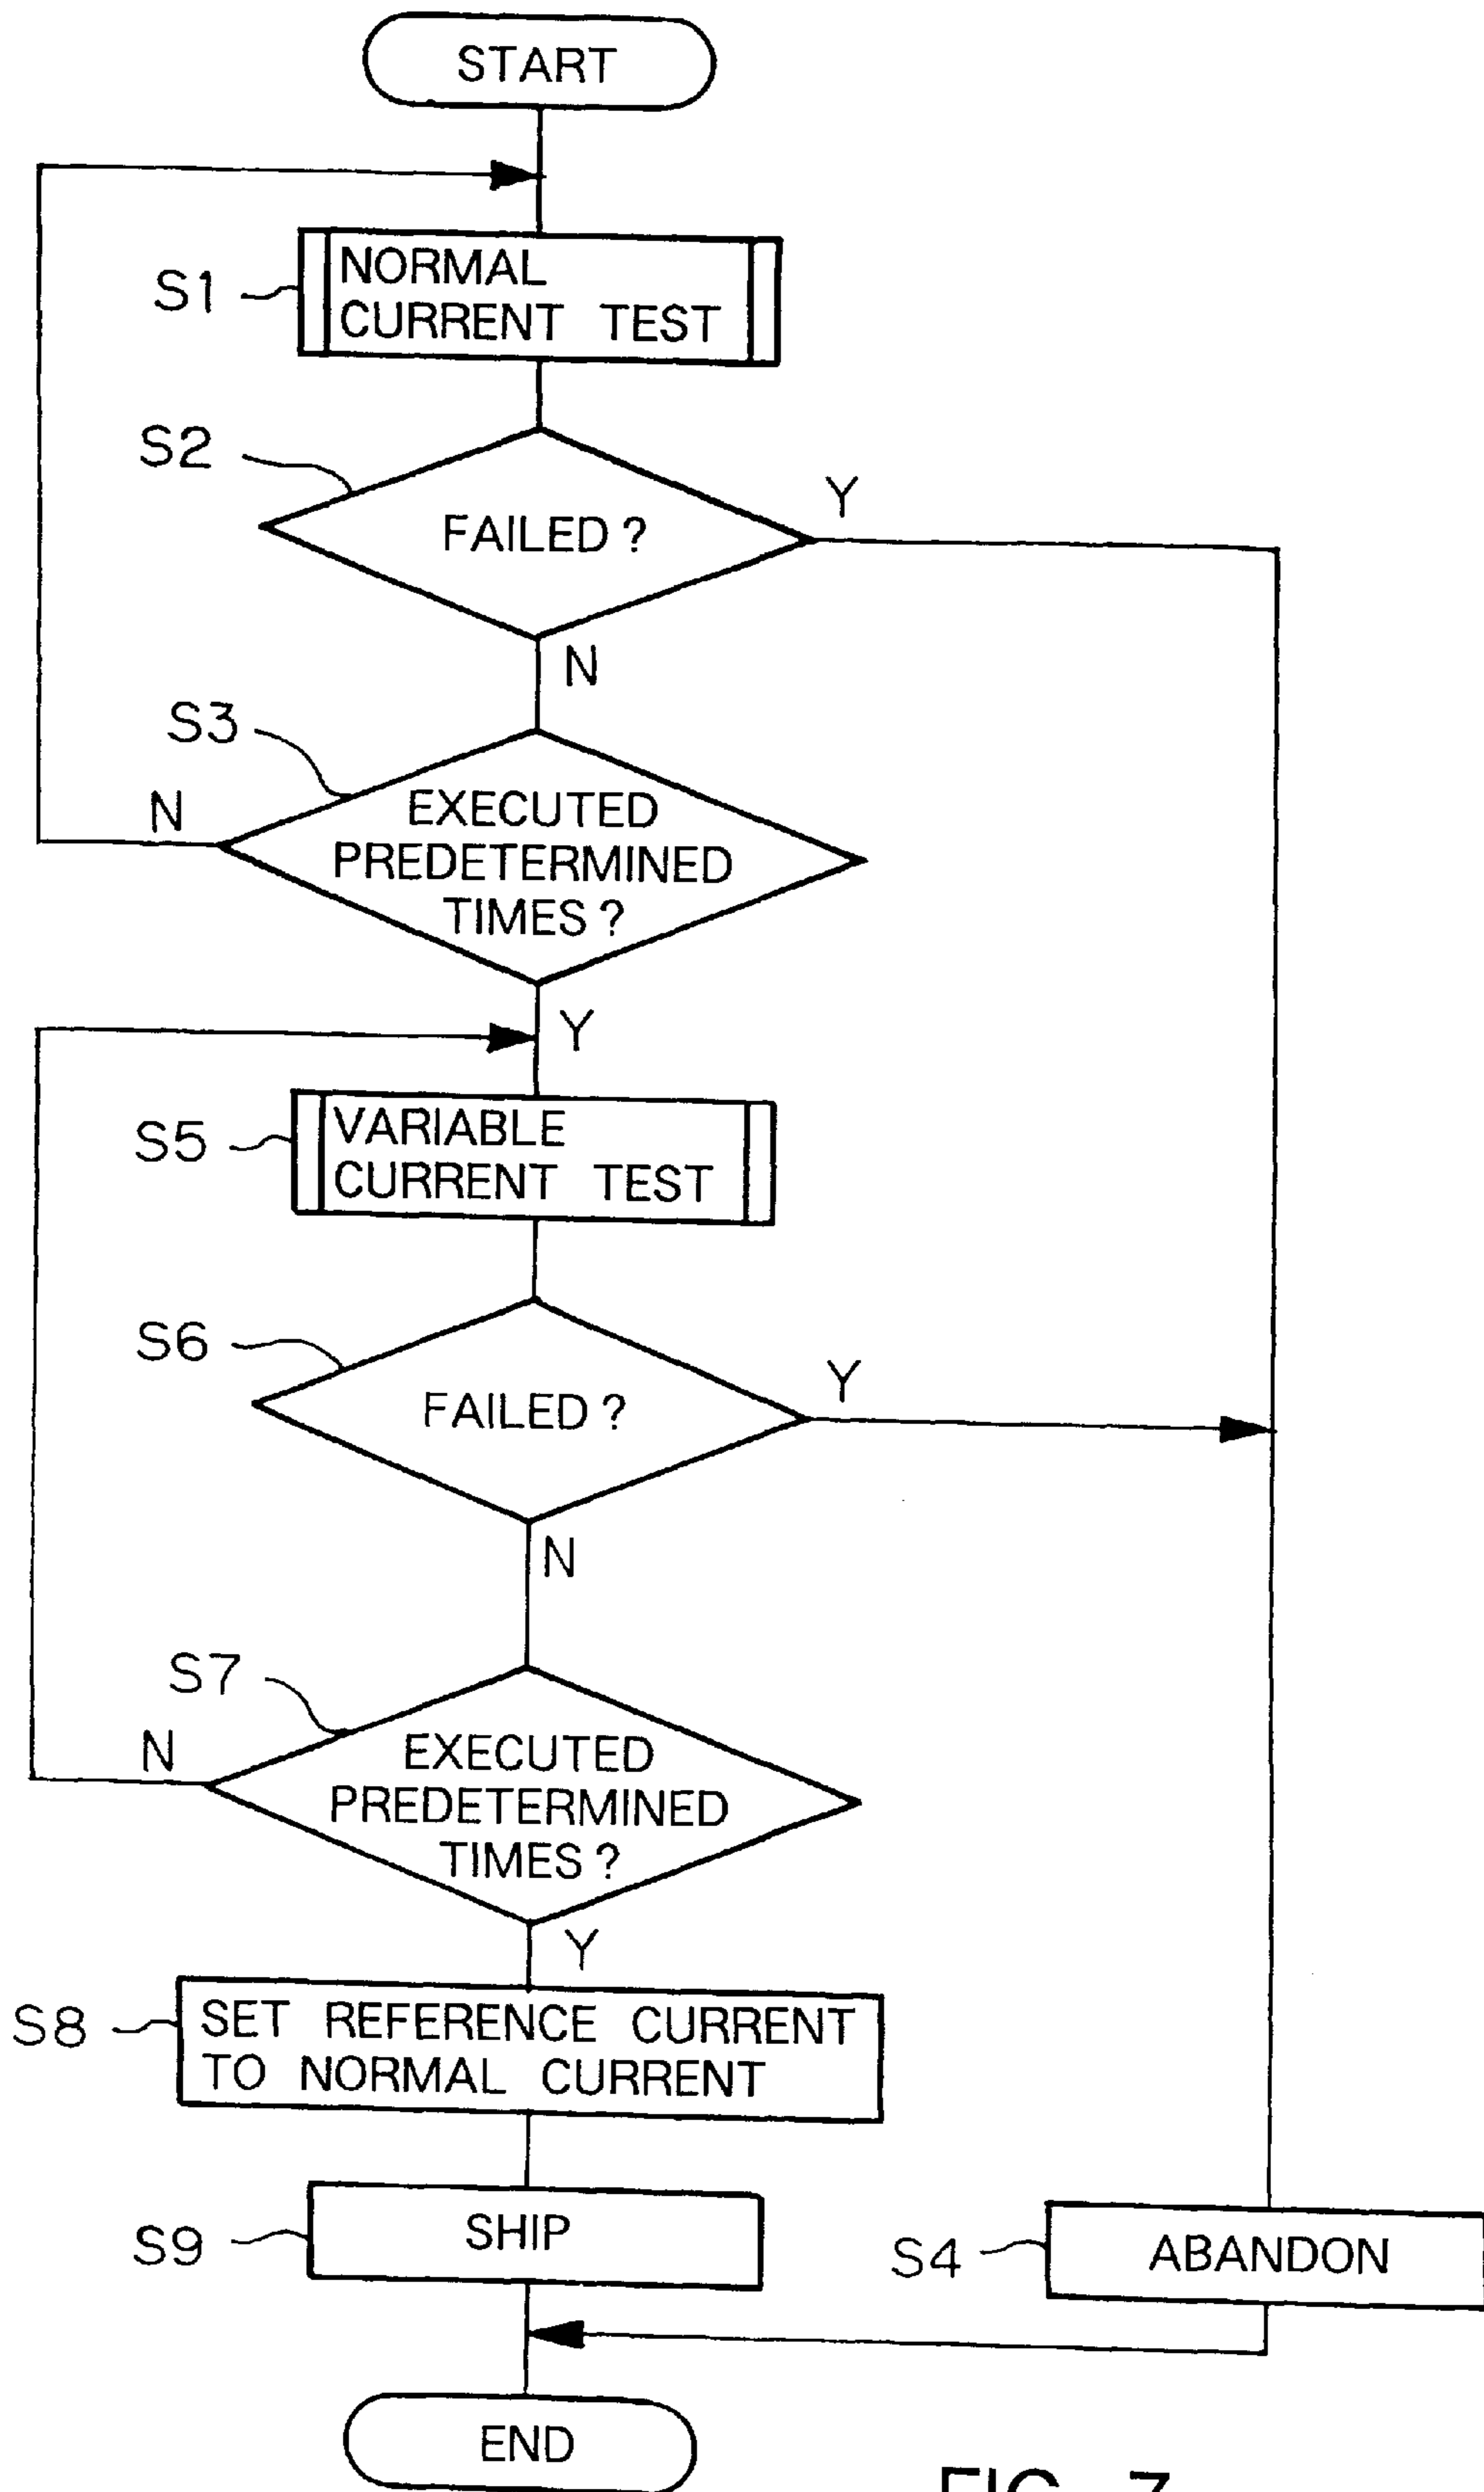 START
S1
NORMAL
CURRENT TEST
S2
FAILED ?
Y
N
S3
N
EXECUTED
PREDETERMINED
TIMES ?
Y
S5
VARIABLE
CURRENT TEST
S6
FAILED ?
Y
N
S7
N
EXECUTED
PREDETERMINED
TIMES ?
Y
S8
SET REFERENCE CURRENT
TO NORMAL CURRENT
S9
SHIP
S4
ABANDON
END